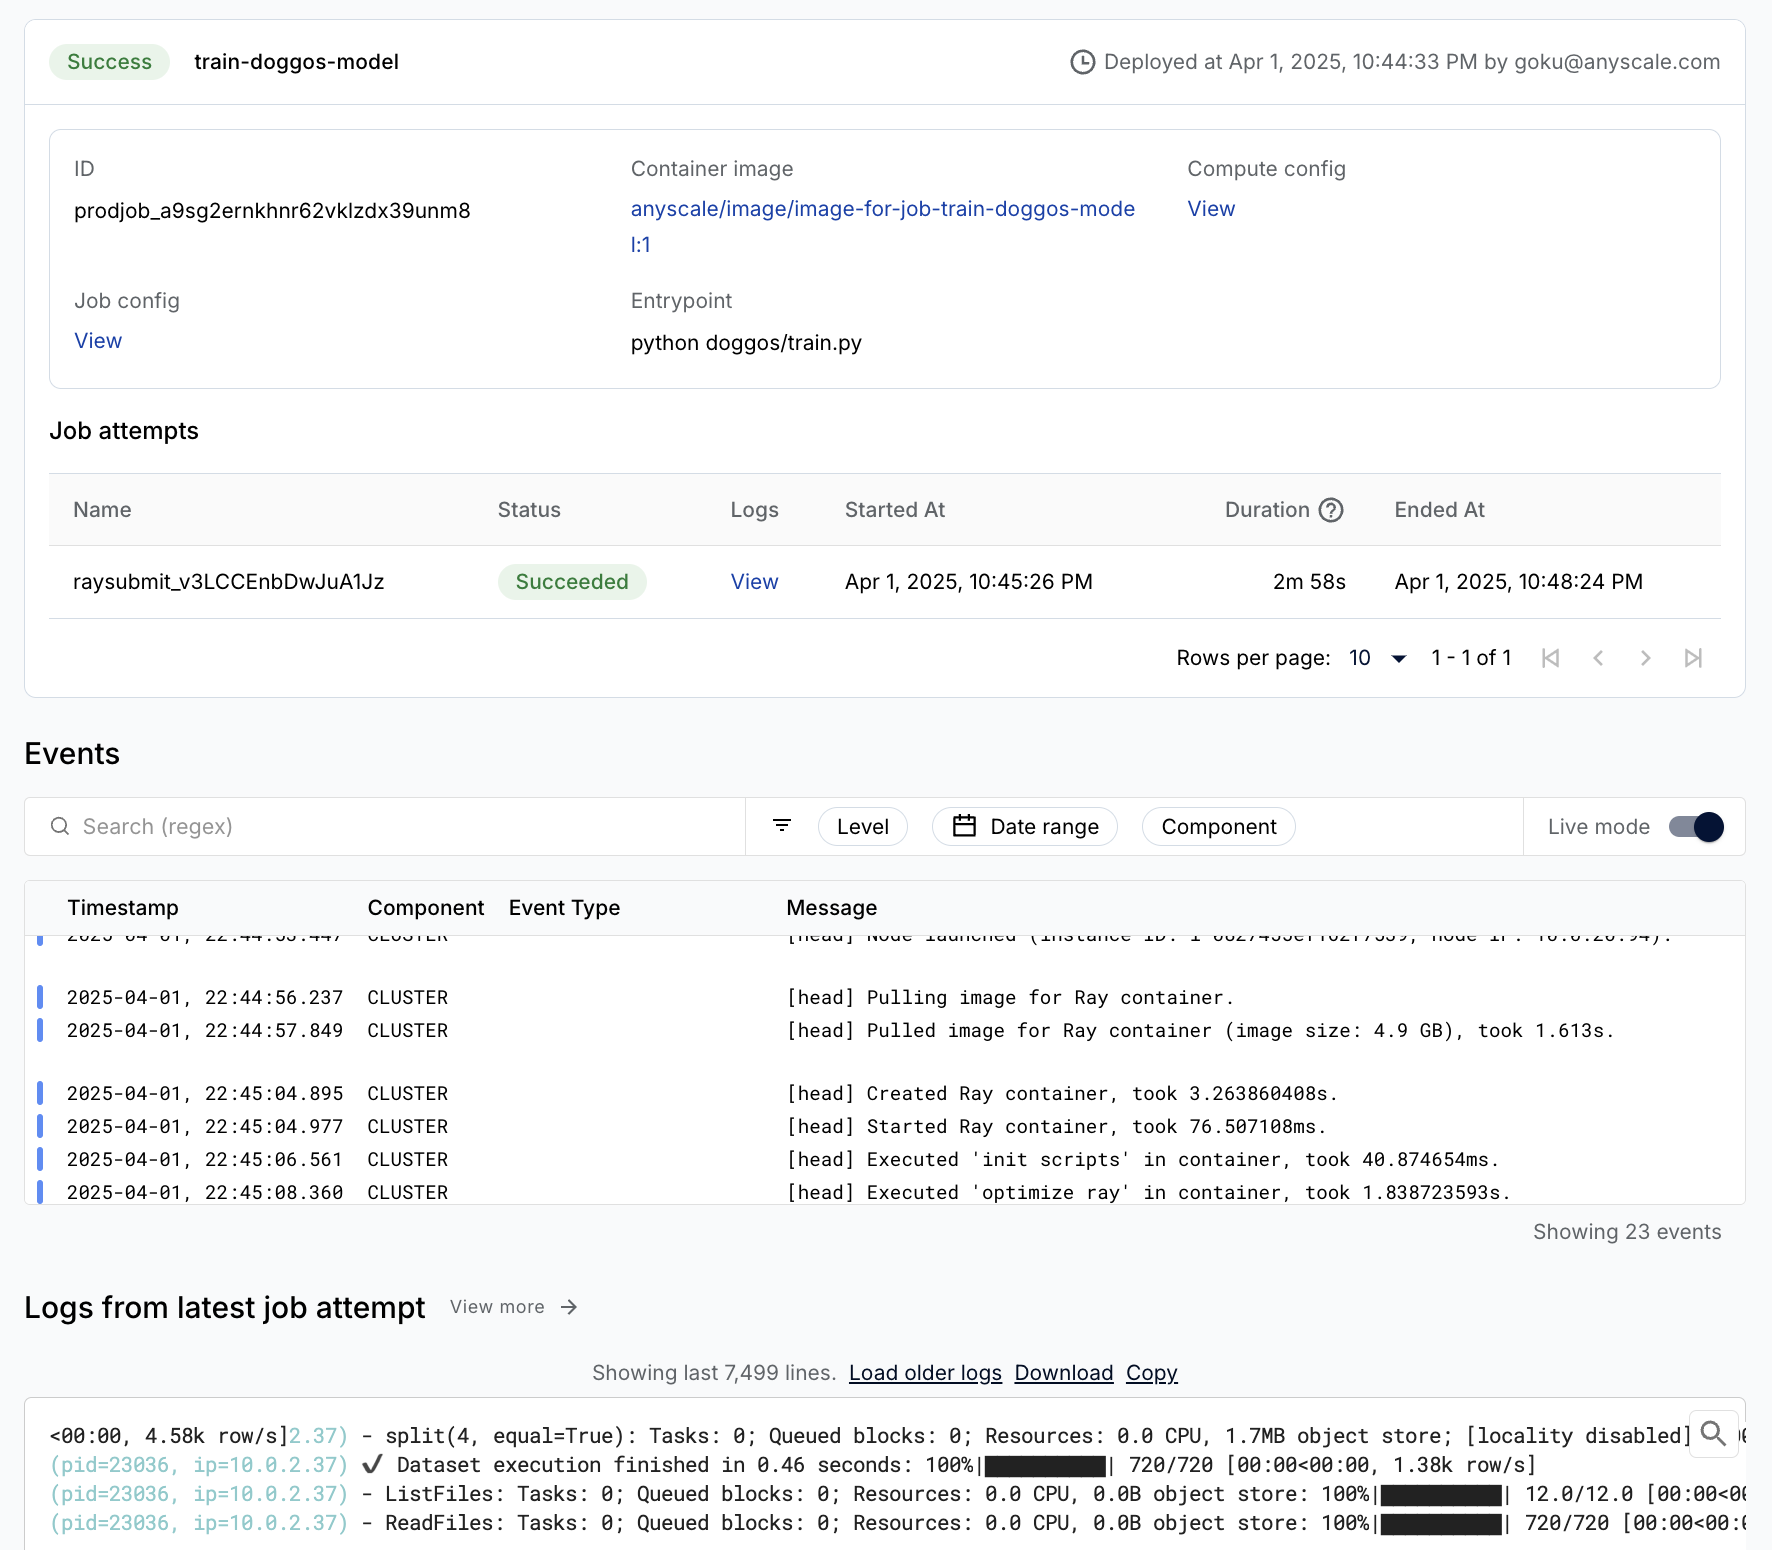 Success train-doggos-model Deployed at Apr 1, 2025, 10:44:33 PM by goku@anyscale.com
ID Container image Compute config
prodjob_a9sg2ernkhnr62vklzdx39unm8 anyscale/image/image-for-job-train-doggos-mode View
l:1
Job config Entrypoint
View python doggos/train.py
Job attempts
Name Status Logs Started At Duration Ended At
raysubmit_v3LCCEnbDwJuA1Jz Succeeded View Apr 1, 2025, 10:45:26 PM 2m 58s Apr 1, 2025, 10:48:24 PM
Rows per page: 10 1 - 1 of 1
Events
Search (regex) Level Date range Component Live mode
Timestamp Component Event Type Message
CLUSTER [head] Node launched
2025-04-01, 22:44:56.237 CLUSTER [head] Pulling image for Ray container.
2025-04-01, 22:44:57.849 CLUSTER [head] Pulled image for Ray container (image size: 4.9 GB), took 1.613s.
2025-04-01, 22:45:04.895 CLUSTER [head] Created Ray container, took 3.263860408s.
2025-04-01, 22:45:04.977 CLUSTER [head] Started Ray container, took 76.507108ms.
2025-04-01, 22:45:06.561 CLUSTER [head] Executed 'init scripts' in container, took 40.874654ms.
2025-04-01, 22:45:08.360 CLUSTER [head] Executed 'optimize ray' in container, took 1.838723593s.
Showing 23 events
Logs from latest job attempt View more →
Showing last 7,499 lines. Load older logs Download Copy
<00:00, 4.58k row/s]2.37) - split(4, equal=True): Tasks: 0; Queued blocks: 0; Resources: 0.0 CPU, 1.7MB object store; [locality disabled]
(pid=23036, ip=10.0.2.37) ✔ Dataset execution finished in 0.46 seconds: 100%|██████████| 720/720 [00:00<00:00, 1.38k row/s]
(pid=23036, ip=10.0.2.37) - ListFiles: Tasks: 0; Queued blocks: 0; Resources: 0.0 CPU, 0.0B object store: 100%|██████████| 12.0/12.0 [00:00<00
(pid=23036, ip=10.0.2.37) - ReadFiles: Tasks: 0; Queued blocks: 0; Resources: 0.0 CPU, 0.0B object store: 100%|██████████| 720/720 [00:00<00:0